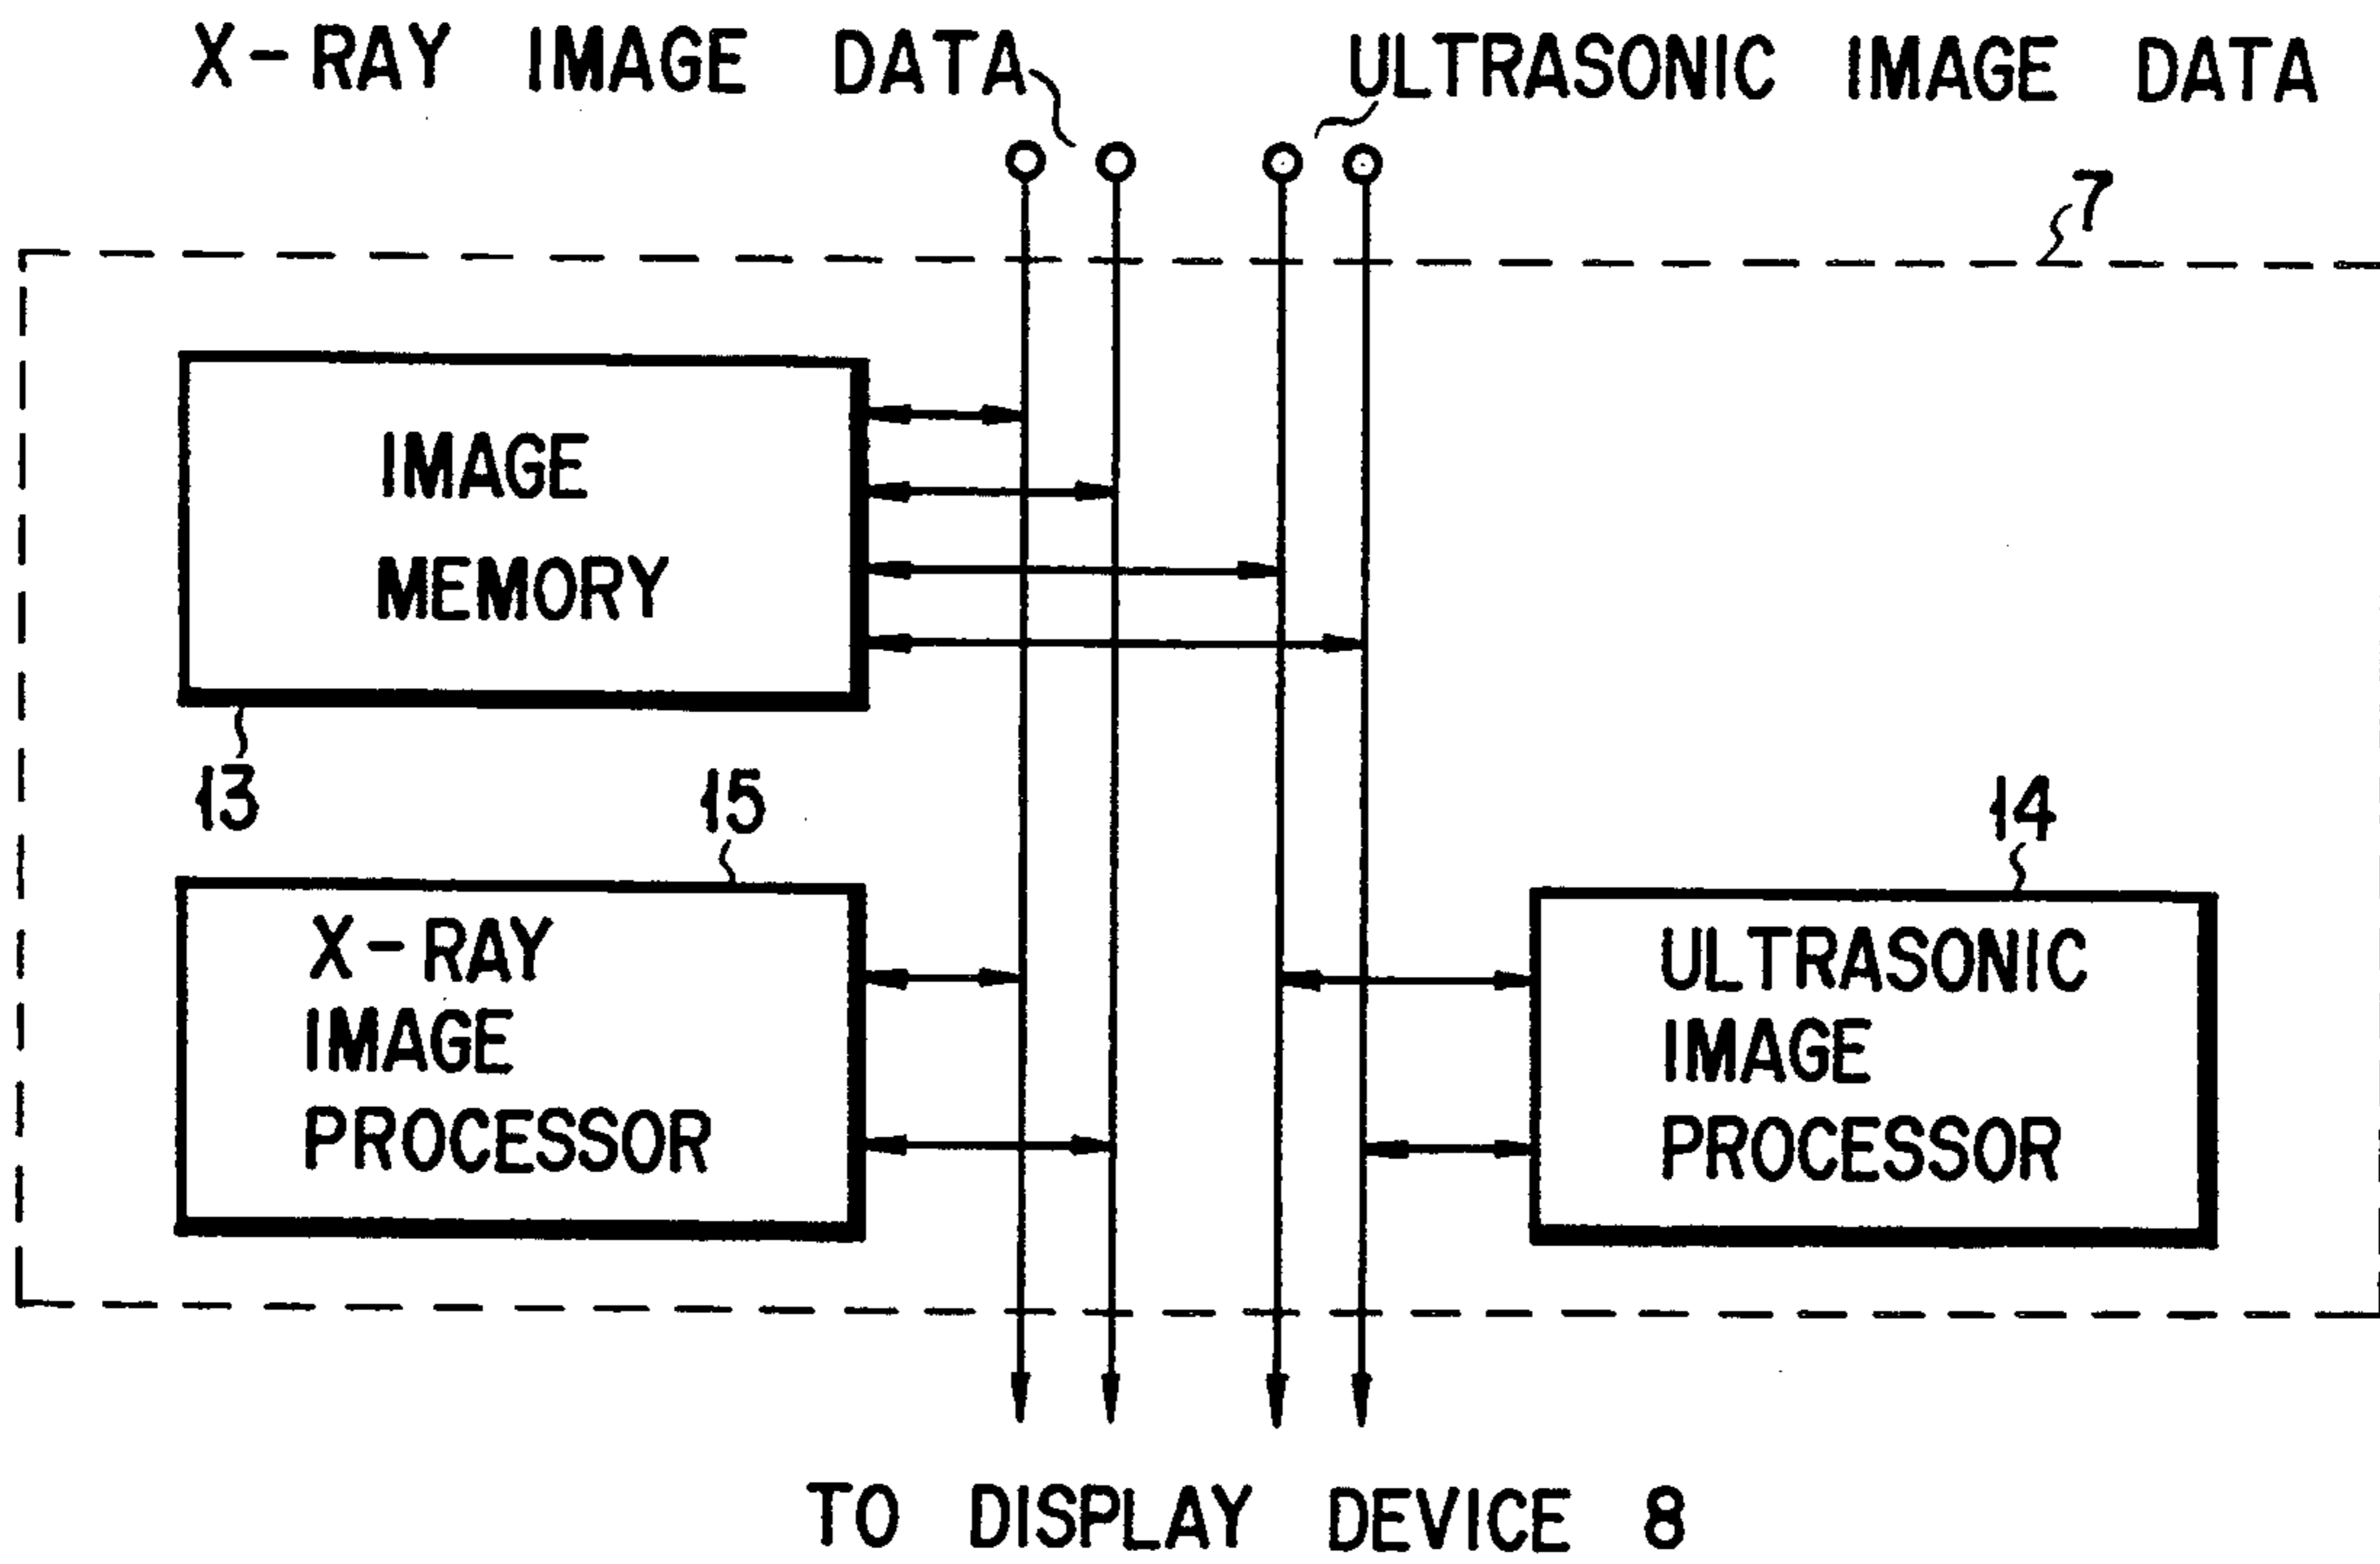 X-RAY IMAGE DATA
ULTRASONIC IMAGE DATA
7
IMAGE
MEMORY
13
15
14
X-RAY
IMAGE
PROCESSOR
ULTRASONIC
IMAGE
PROCESSOR
TO DISPLAY DEVICE 8